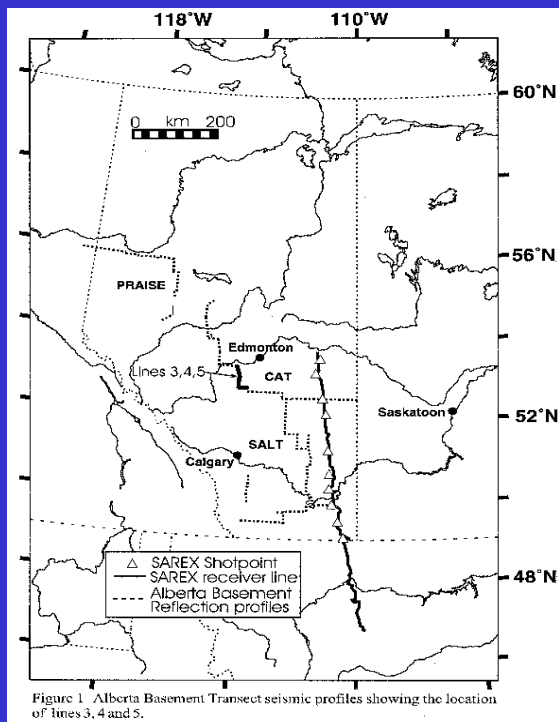 118°W 110°W
60°N
0 km 200
56°N
PRAISE
Edmonton
Lines 3,4,5
CAT
52°N
Saskatoon
SALT
Calgary
48°N
SAREX Shotpoint
SAREX receiver line
Alberta Basement
Reflection profiles
Figure 1 Alberta Basement Transect seismic profiles showing the location
of lines 3, 4 and 5.